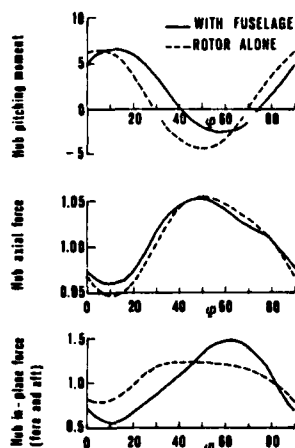 WITH FUSELAGE
ROTOR ALONE
Hub pitching moment
10
5
0
-5
20
40
φ
60
80
Hub axial force
1.05
1.00
0.95
0
20
40
φ
60
80
Hub in-plane force
(fore and aft)
1.5
1.0
0.5
0
20
40
φ
60
80